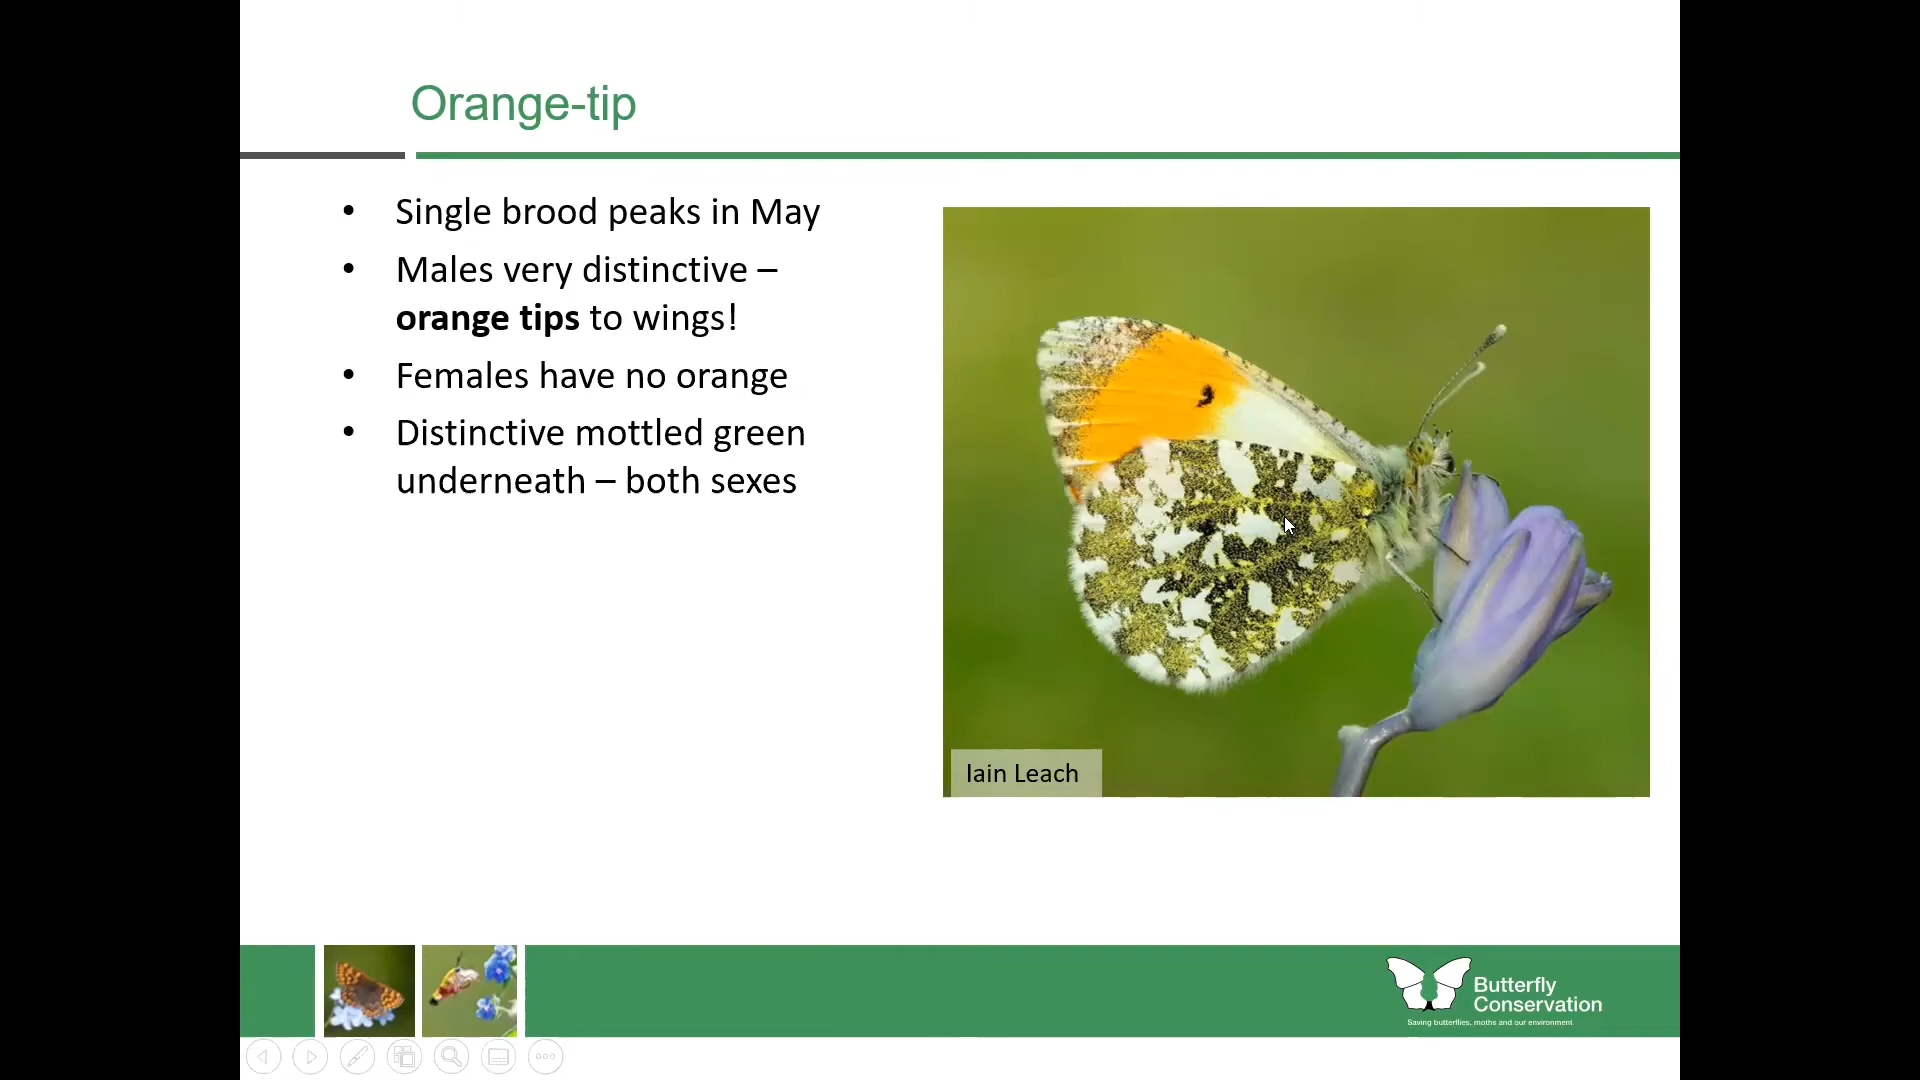 Orange-tip
• Single brood peaks in May
• Males very distinctive –
orange tips to wings!
• Females have no orange
• Distinctive mottled green
underneath – both sexes
Iain Leach
Butterfly
Conservation
Saving butterflies, moths and our environment